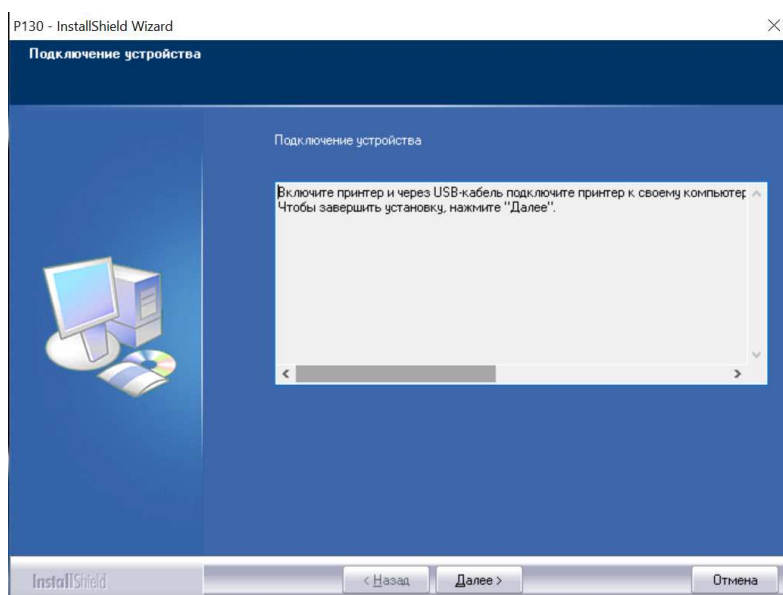 P130 - InstallShield Wizard
Подключение устройства
Подключение устройства
Включите принтер и через USB-кабель подключите принтер к своему компьютер
Чтобы завершить установку, нажмите "Далее".
InstallShield
< Назад
Далее >
Отмена